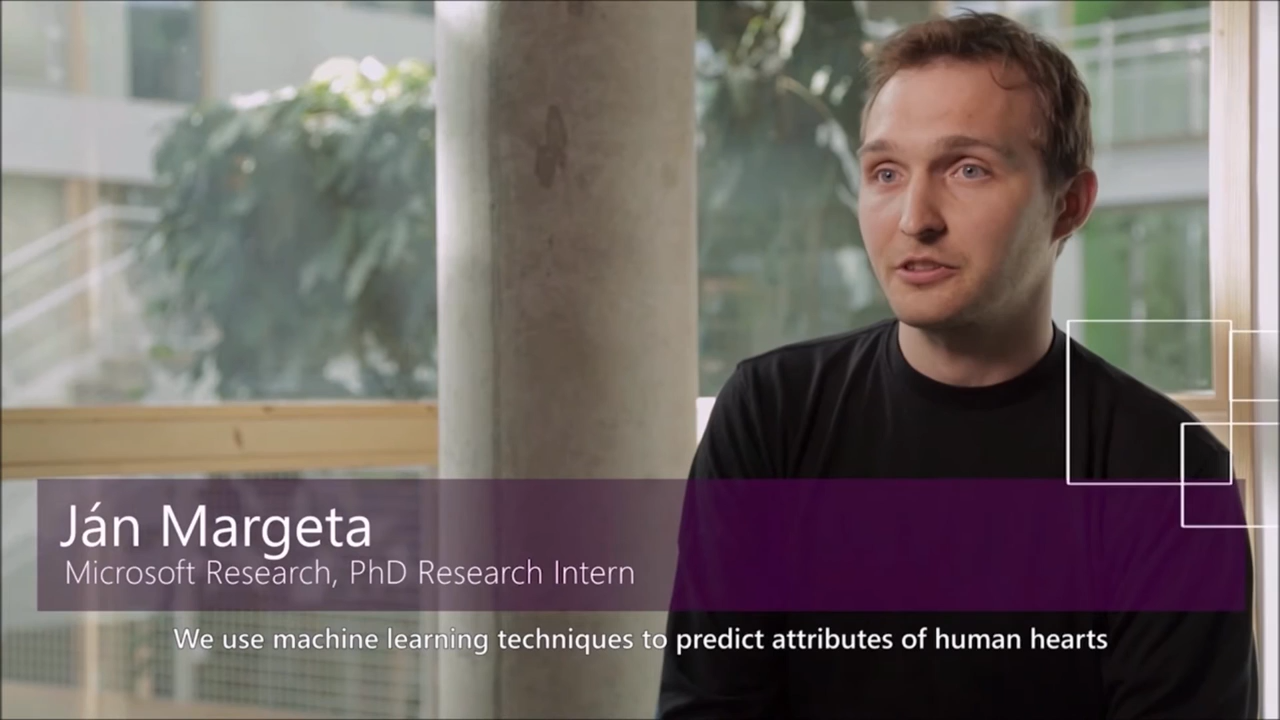 Ján Margeta
Microsoft Research, PhD Research Intern
We use machine learning techniques to predict attributes of human hearts